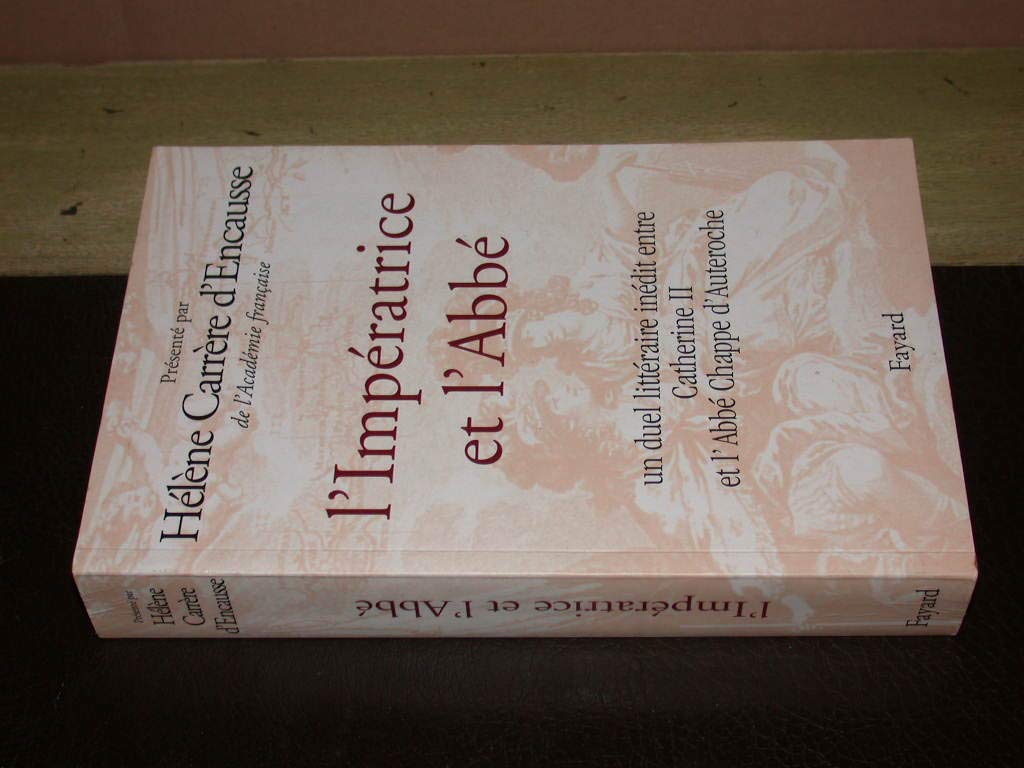 Présenté par
Hélène Carrère d'Encausse
de l'Académie française
l'Impératrice
et l'Abbé
un duel littéraire inédit entre
Catherine II
et l'Abbé Chappe d'Auteroche
Fayard
Présenté par
Hélène
Carrère
d'Encausse
l'Impératrice et l'Abbé
Fayard